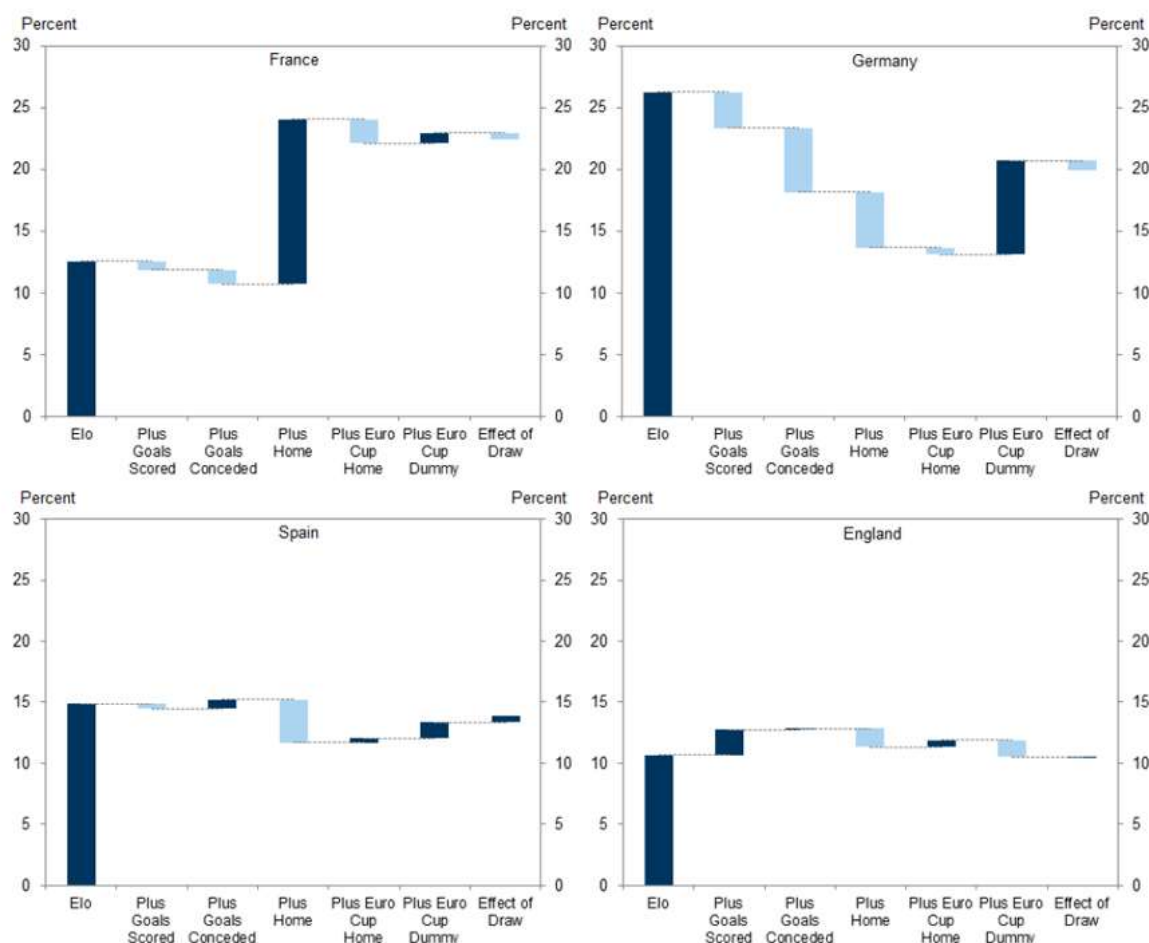 Percent Percent Percent Percent
France Germany
30 30 30 30
25 25 25 25
20 20 20 20
15 15 15 15
10 10 10 10
5 5 5 5
0 0 0 0
Elo Plus Plus Plus Plus Euro Plus Euro Effect of Elo Plus Plus Plus Plus Euro Plus Euro Effect of
Goals Goals Home Cup Cup Draw Goals Goals Home Cup Cup Draw
Scored Conceded Home Dummy Scored Conceded Home Dummy
Percent Percent Percent Percent
Spain England
30 30 30 30
25 25 25 25
20 20 20 20
15 15 15 15
10 10 10 10
5 5 5 5
0 0 0 0
Elo Plus Plus Plus Plus Euro Plus Euro Effect of Elo Plus Plus Plus Plus Euro Plus Euro Effect of
Goals Goals Home Cup Cup Draw Goals Goals Home Cup Cup Draw
Scored Conceded Home Dummy Scored Conceded Home Dummy